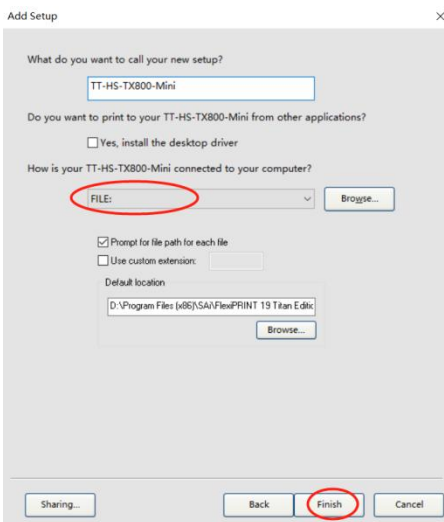 Add Setup
What do you want to call your new setup?
TT-HS-TX800-Mini
Do you want to print to your TT-HS-TX800-Mini from other applications?
Yes, install the desktop driver
How is your TT-HS-TX800-Mini connected to your computer?
FILE:
Browse...
Prompt for file path for each file
Use custom extension:
Default location
D:\Program Files (x86)\SAi\FlexiPRINT 19 Titan Editic
Browse...
Sharing... Back Finish Cancel